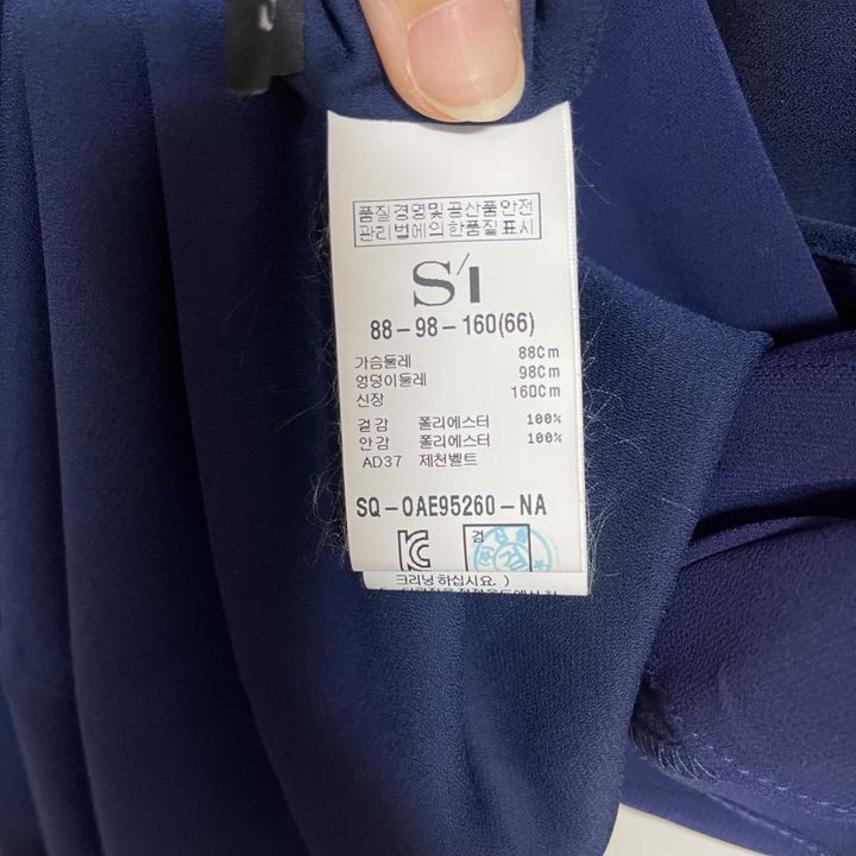 품질경영및공산품안전
관리법에의한품질표시
S/I
88-98-160(66)
가슴둘레 88Cm
엉덩이둘레 98Cm
신장 160Cm
겉감 폴리에스터 100%
안감 폴리에스터 100%
AD37 제천벨트
SQ-0AE95260-NA
검
크리닝 하십시요. )